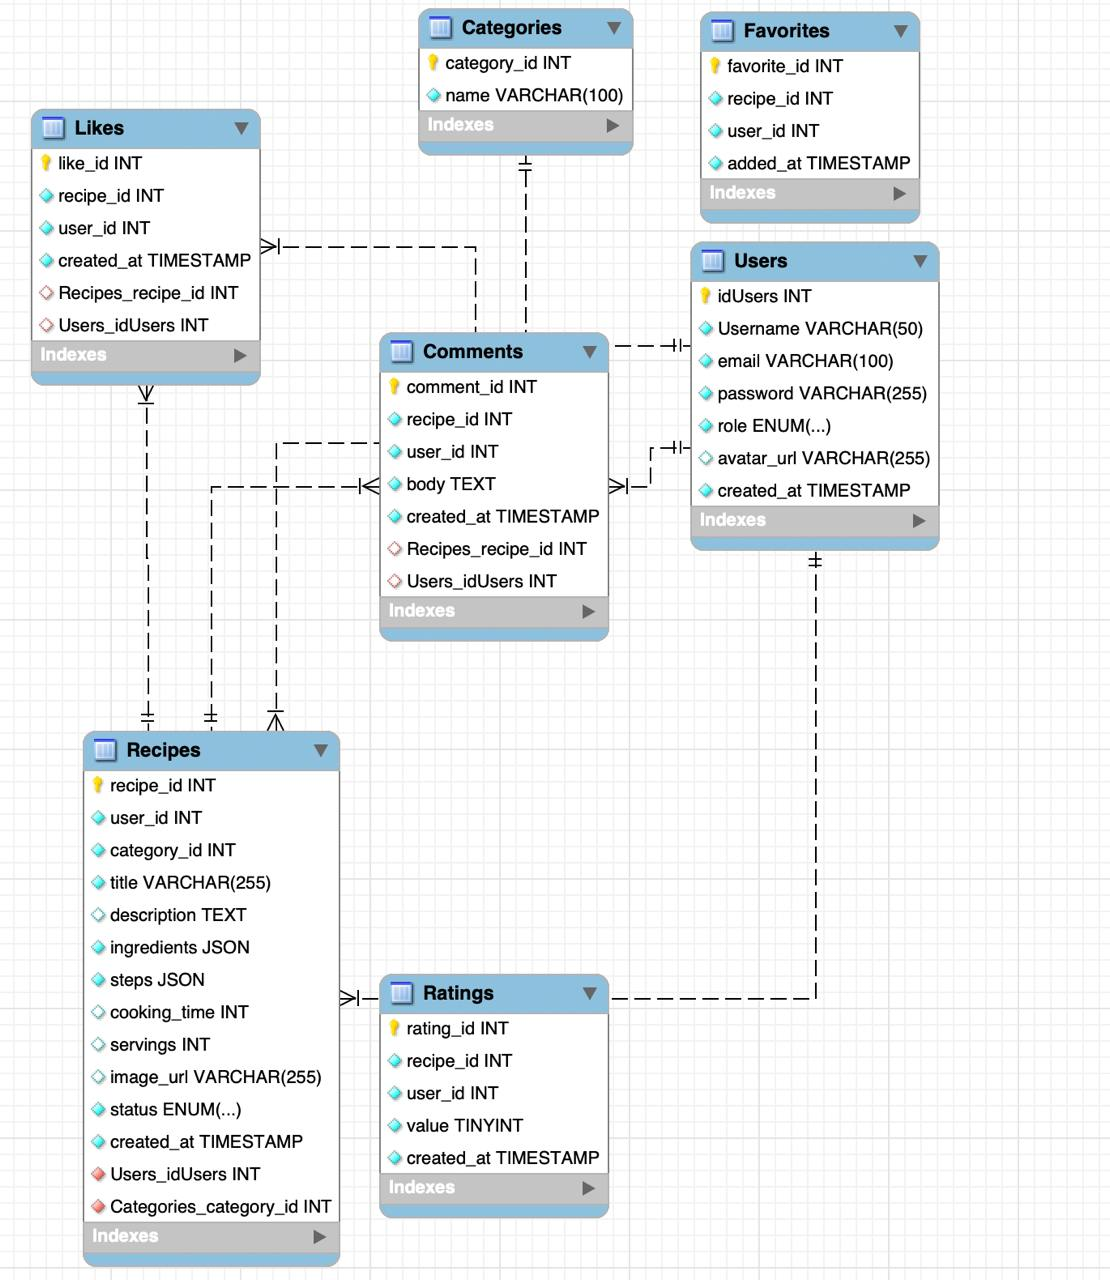 Categories
category_id INT
name VARCHAR(100)
Indexes
Favorites
favorite_id INT
recipe_id INT
user_id INT
added_at TIMESTAMP
Indexes
Likes
like_id INT
recipe_id INT
user_id INT
created_at TIMESTAMP
Recipes_recipe_id INT
Users_idUsers INT
Indexes
Users
idUsers INT
Username VARCHAR(50)
email VARCHAR(100)
password VARCHAR(255)
role ENUM(...)
avatar_url VARCHAR(255)
created_at TIMESTAMP
Indexes
Comments
comment_id INT
recipe_id INT
user_id INT
body TEXT
created_at TIMESTAMP
Recipes_recipe_id INT
Users_idUsers INT
Indexes
Recipes
recipe_id INT
user_id INT
category_id INT
title VARCHAR(255)
description TEXT
ingredients JSON
steps JSON
cooking_time INT
servings INT
image_url VARCHAR(255)
status ENUM(...)
created_at TIMESTAMP
Users_idUsers INT
Categories_category_id INT
Indexes
Ratings
rating_id INT
recipe_id INT
user_id INT
value TINYINT
created_at TIMESTAMP
Indexes